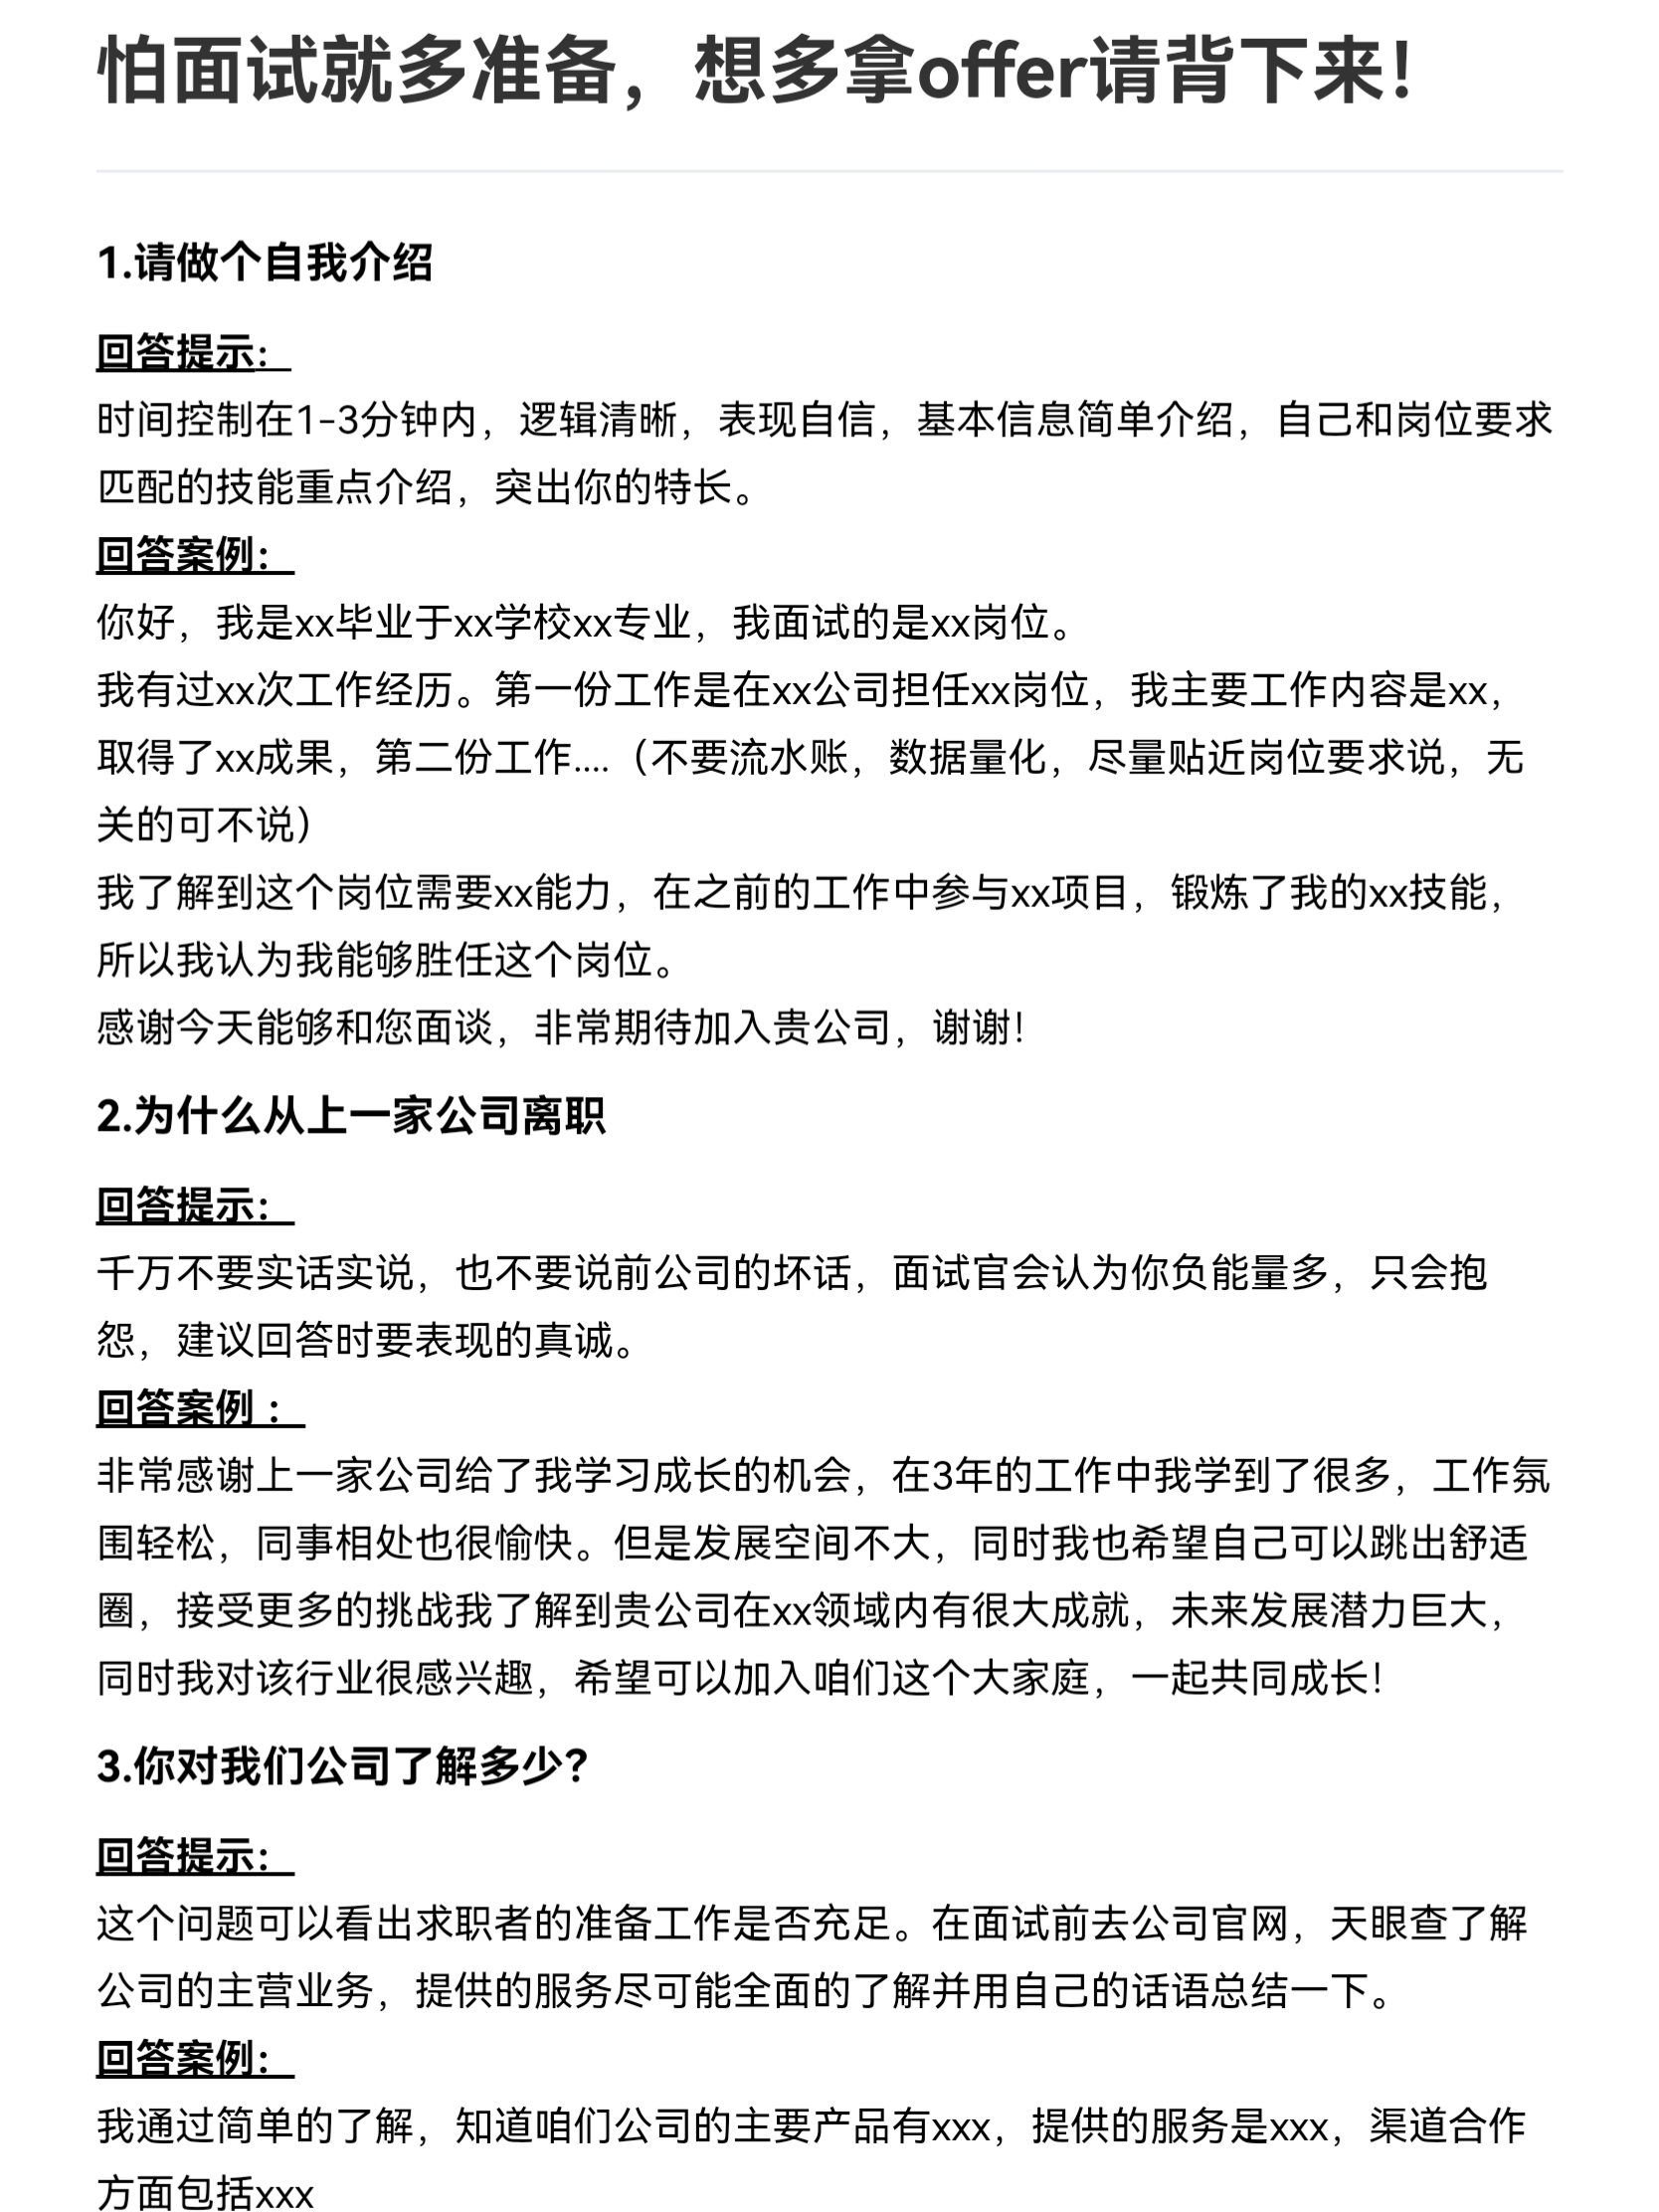 怕面试就多准备，想多拿offer请背下来！
1.请做个自我介绍
回答提示：
时间控制在1-3分钟内，逻辑清晰，表现自信，基本信息简单介绍，自己和岗位要求
匹配的技能重点介绍，突出你的特长。
回答案例：
你好，我是xx毕业于xx学校xx专业，我面试的是xx岗位。
我有过xx次工作经历。第一份工作是在xx公司担任xx岗位，我主要工作内容是xx，
取得了xx成果，第二份工作....（不要流水账，数据量化，尽量贴近岗位要求说，无
关的可不说）
我了解到这个岗位需要xx能力，在之前的工作中参与xx项目，锻炼了我的xx技能，
所以我认为我能够胜任这个岗位。
感谢今天能够和您面谈，非常期待加入贵公司，谢谢！
2.为什么从上一家公司离职
回答提示：
千万不要实话实说，也不要说前公司的坏话，面试官会认为你负能量多，只会抱
怨，建议回答时要表现的真诚。
回答案例 ：
非常感谢上一家公司给了我学习成长的机会，在3年的工作中我学到了很多，工作氛
围轻松，同事相处也很愉快。但是发展空间不大，同时我也希望自己可以跳出舒适
圈，接受更多的挑战我了解到贵公司在xx领域内有很大成就，未来发展潜力巨大，
同时我对该行业很感兴趣，希望可以加入咱们这个大家庭，一起共同成长！
3.你对我们公司了解多少？
回答提示：
这个问题可以看出求职者的准备工作是否充足。在面试前去公司官网，天眼查了解
公司的主营业务，提供的服务尽可能全面的了解并用自己的话语总结一下。
回答案例：
我通过简单的了解，知道咱们公司的主要产品有xxx，提供的服务是xxx，渠道合作
方面包括xxx